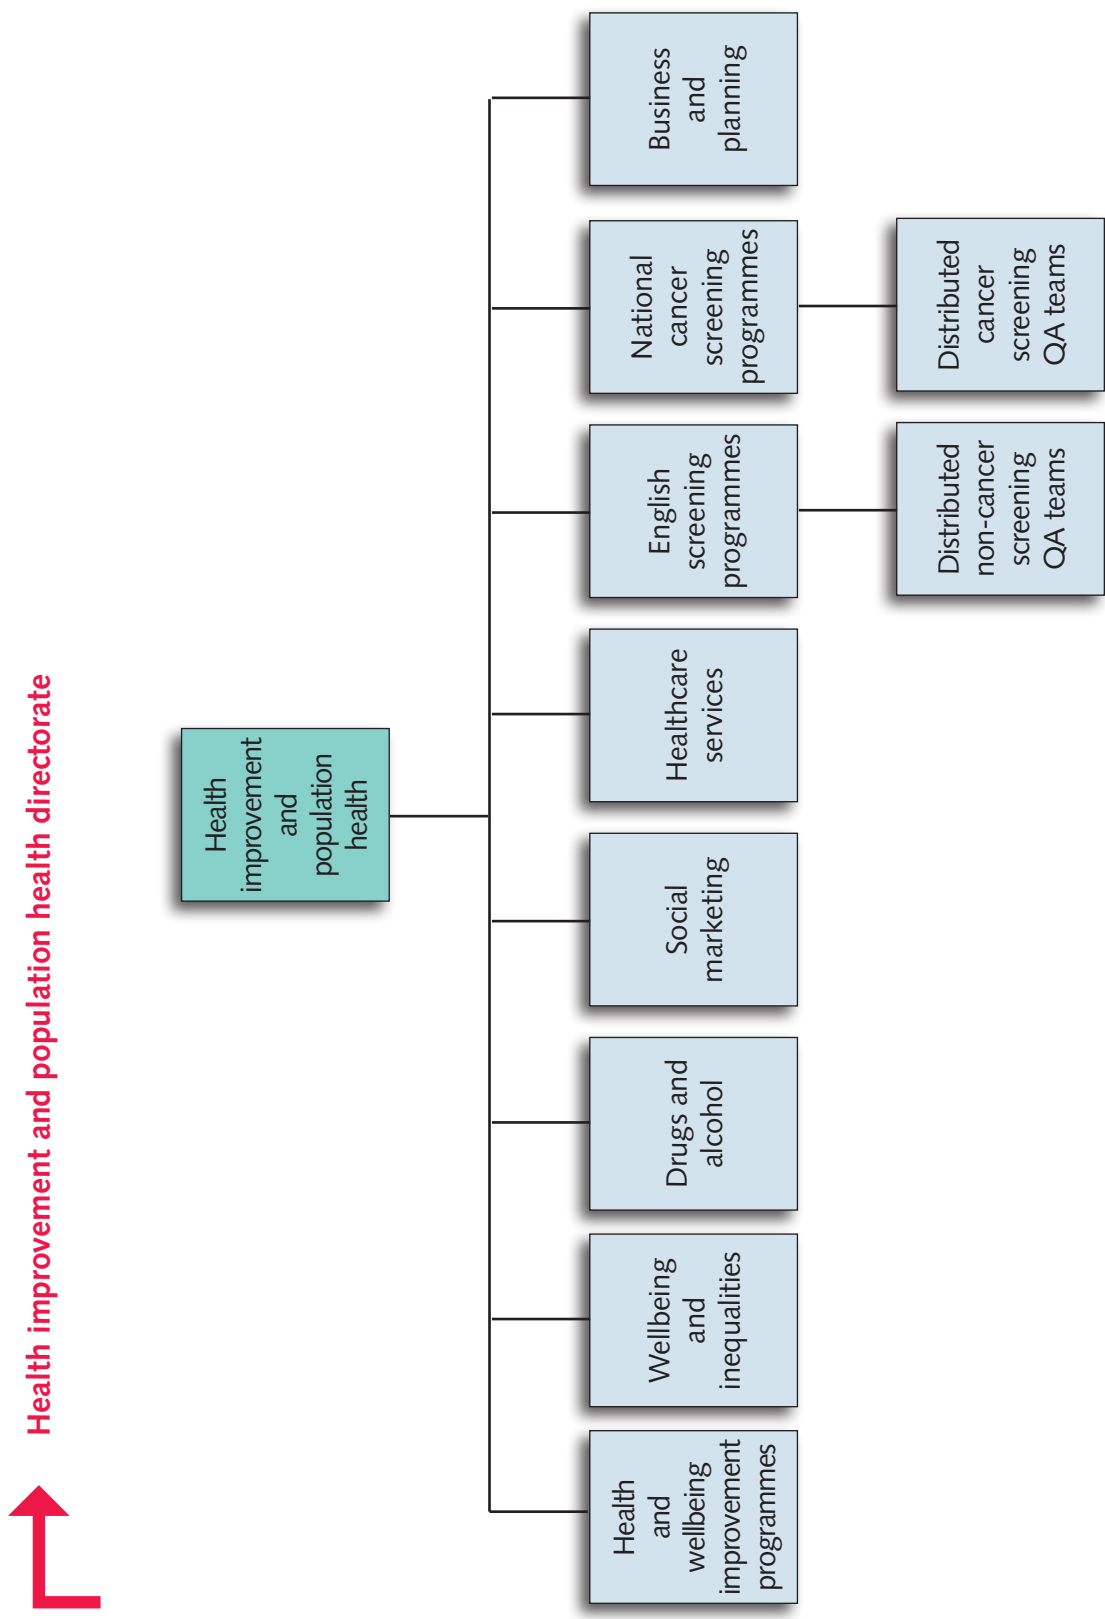 Health improvement and population health directorate
Health
improvement
and
population
health
Health
and
wellbeing
improvement
programmes
Wellbeing
and
inequalities
Drugs and
alcohol
Social
marketing
Healthcare
services
English
screening
programmes
National
cancer
screening
programmes
Business
and
planning
Distributed
non-cancer
screening
QA teams
Distributed
cancer
screening
QA teams